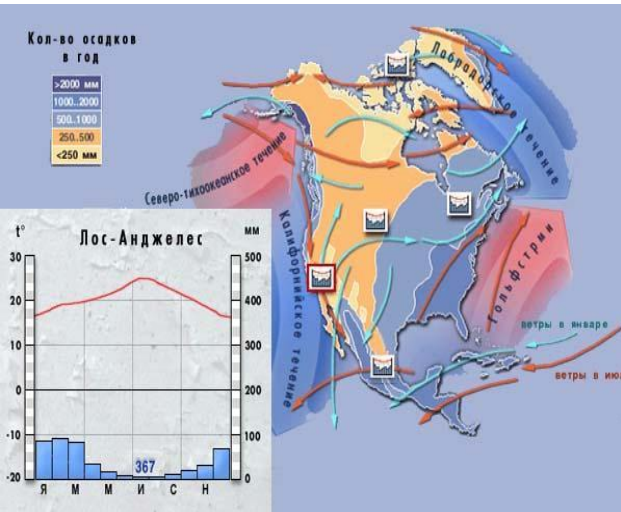 Кол-во осадков
в год
>2000 мм
1000..2000
500..1000
250..500
<250 мм
Лабрадорское течение
Северо-тихоокеанское течение
Калифорнийское течение
Гольфстрим
ветры в январе
ветры в июл
t°
Лос-Анджелес
мм
30
20
10
0
-10
-20
500
400
300
200
100
0
367
Я М М И С Н